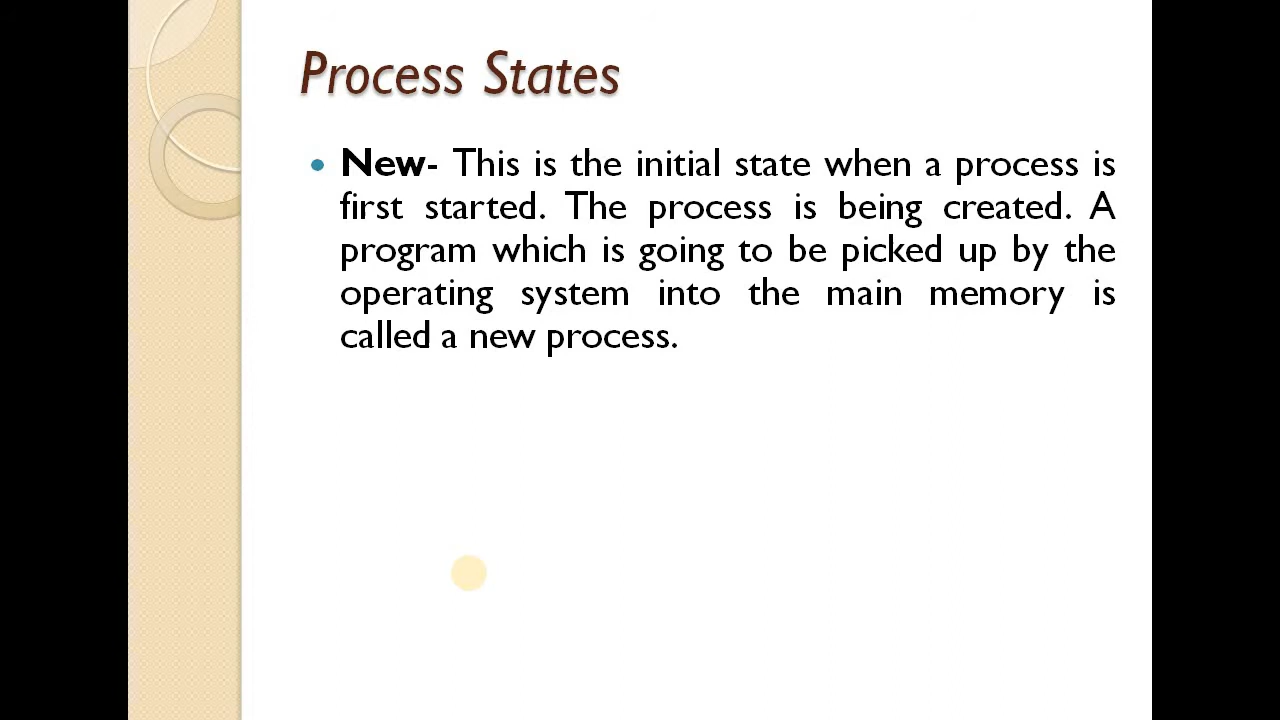 Process States
New- This is the initial state when a process is
first started. The process is being created. A
program which is going to be picked up by the
operating system into the main memory is
called a new process.